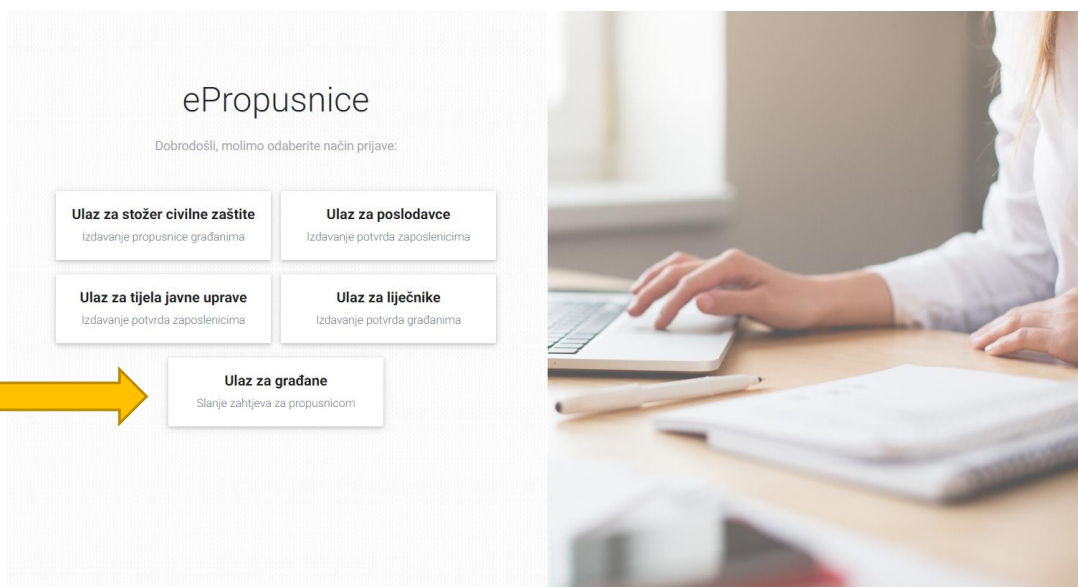 ePropusnice
Dobrodošli, molimo odaberite način prijave:
Ulaz za stožer civilne zaštite
Izdavanje propusnice građanima
Ulaz za poslodavce
Izdavanje potvrda zaposlenicima
Ulaz za tijela javne uprave
Izdavanje potvrda zaposlenicima
Ulaz za liječnike
Izdavanje potvrda građanima
Ulaz za građane
Slanje zahtjeva za propusnicom